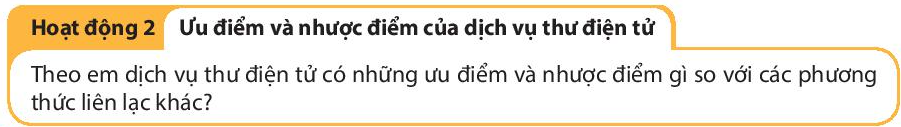 Hoạt động 2 Ưu điểm và nhược điểm của dịch vụ thư điện tử
Theo em dịch vụ thư điện tử có những ưu điểm và nhược điểm gì so với các phương
thức liên lạc khác?